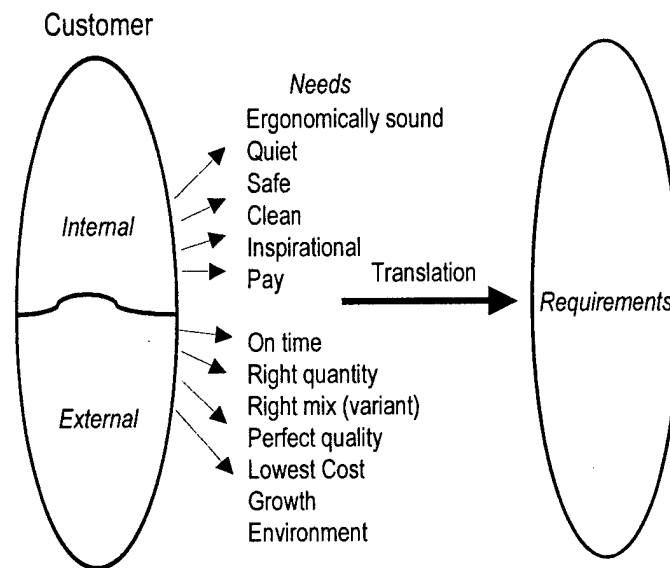 Customer
Needs
Ergonomically sound
Quiet
Safe
Clean
Inspirational
Pay
Internal
Translation
Requirements
On time
Right quantity
Right mix (variant)
Perfect quality
Lowest Cost
Growth
Environment
External